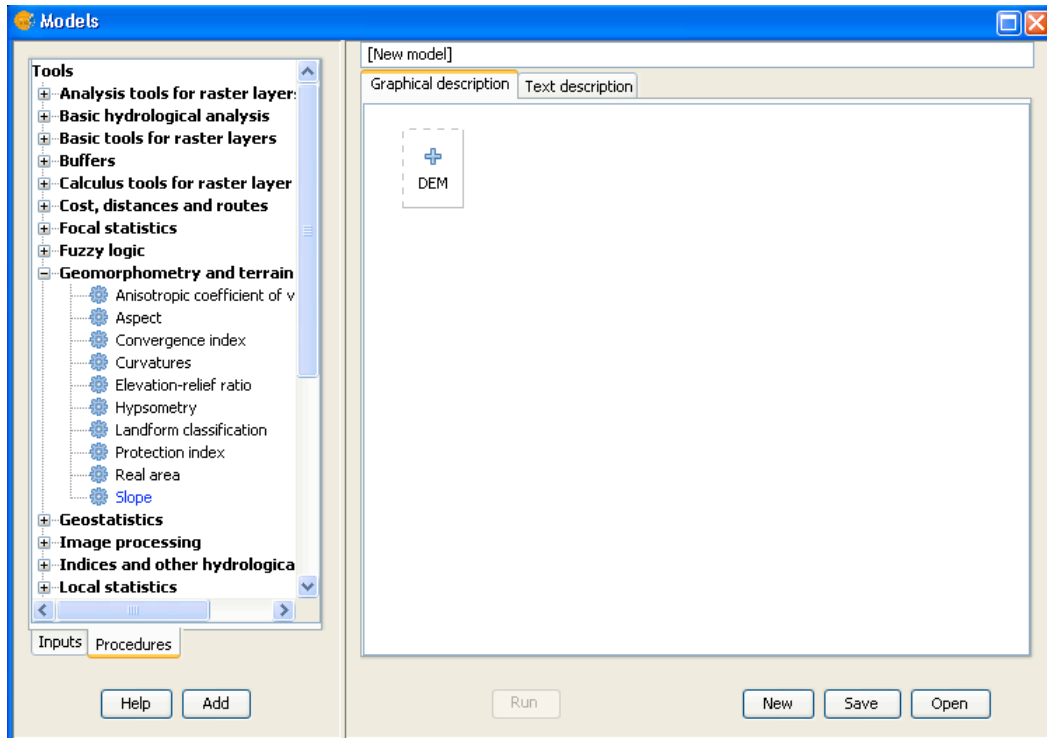 Models
Tools
Analysis tools for raster layer:
Basic hydrological analysis
Basic tools for raster layers
Buffers
Calculus tools for raster layer
Cost, distances and routes
Focal statistics
Fuzzy logic
Geomorphometry and terrain
Anisotropic coefficient of v
Aspect
Convergence index
Curvatures
Elevation-relief ratio
Hypsometry
Landform classification
Protection index
Real area
Slope
Geostatistics
Image processing
Indices and other hydrologica
Local statistics
Inputs Procedures
Help Add
[New model]
Graphical description Text description
DEM
Run New Save Open